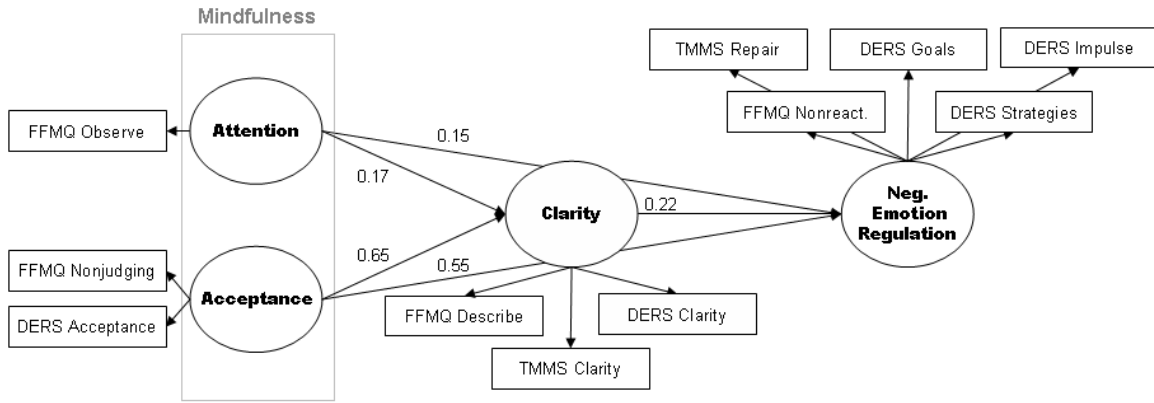 Mindfulness
TMMS Repair
DERS Goals
DERS Impulse
FFMQ Observe
Attention
FFMQ Nonreact.
DERS Strategies
0.15
0.17
Clarity
0.22
Neg.
Emotion
Regulation
FFMQ Nonjudging
0.65
0.55
Acceptance
DERS Acceptance
FFMQ Describe
DERS Clarity
TMMS Clarity